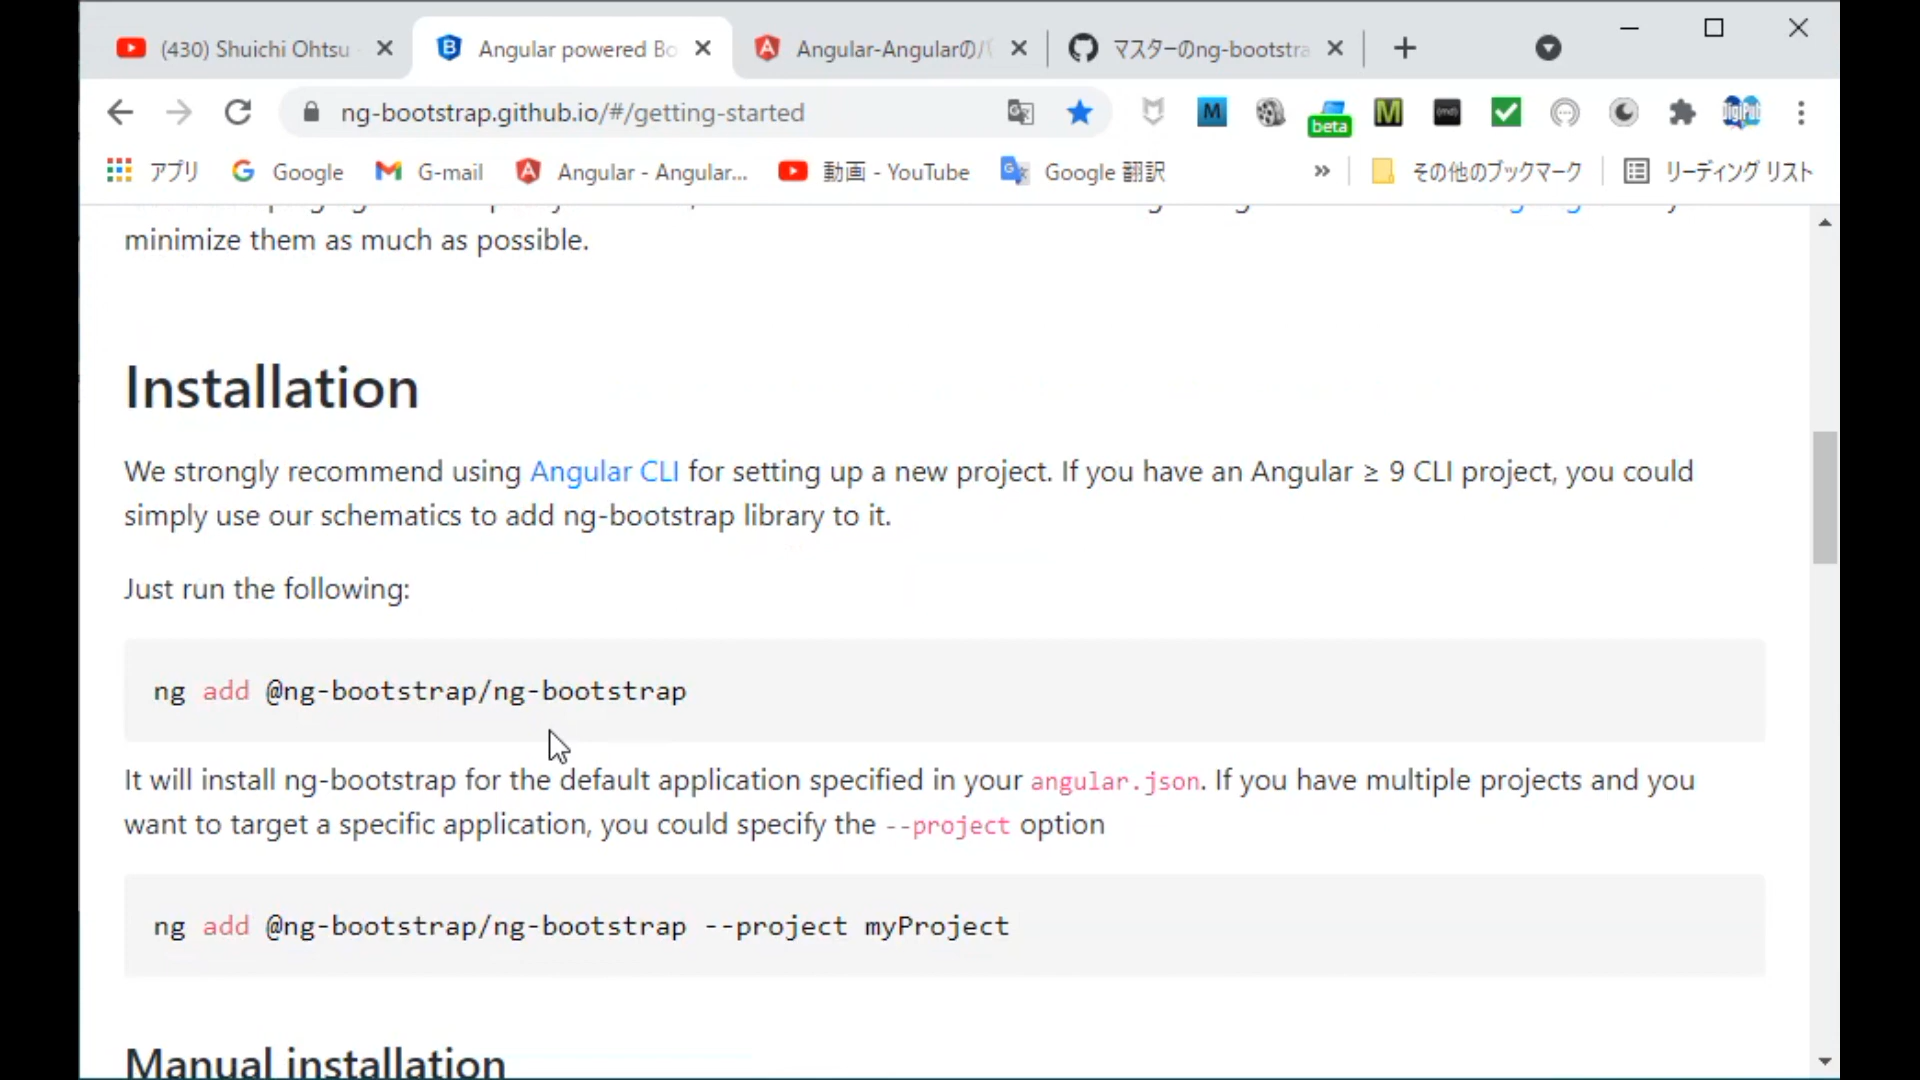 (430) Shuichi Ohtsu
Angular powered Bo
Angular-Angularのバ
マスターのng-bootstra
ng-bootstrap.github.io/#/getting-started
beta
アプリ
Google
G-mail
Angular - Angular...
動画 - YouTube
Google 翻訳
»
その他のブックマーク
リーディング リスト
minimize them as much as possible.
Installation
We strongly recommend using Angular CLI for setting up a new project. If you have an Angular ≥ 9 CLI project, you could
simply use our schematics to add ng-bootstrap library to it.
Just run the following:
ng add @ng-bootstrap/ng-bootstrap
It will install ng-bootstrap for the default application specified in your angular.json. If you have multiple projects and you
want to target a specific application, you could specify the --project option
ng add @ng-bootstrap/ng-bootstrap --project myProject
Manual installation